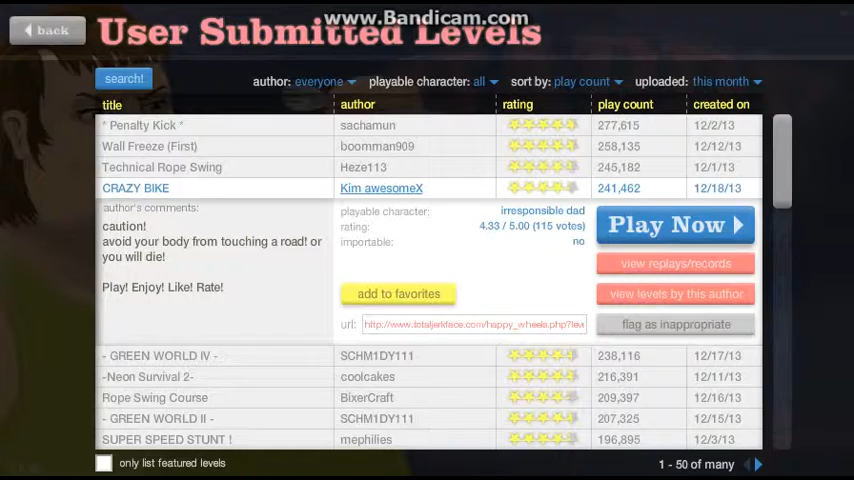 www.Bandicam.com
back
User Submitted Levels
search!
author: everyone playable character: all sort by: play count uploaded: this month
title author rating play count created on
* Penalty Kick * sachamun 277,615 12/2/13
Wall Freeze (First) boomman909 258,135 12/12/13
Technical Rope Swing Heze113 245,182 12/1/13
CRAZY BIKE Kim awesomeX 241,462 12/18/13
author's comments:
caution!
avoid your body from touching a road! or
you will die!
Play! Enjoy! Like! Rate!
playable character: irresponsible dad
rating: 4.33 / 5.00 (115 votes)
importable: no
add to favorites
url: http://www.totaljerkface.com/happy_wheels.php?lev
Play Now
view replays/records
view levels by this author
flag as inappropriate
- GREEN WORLD IV - SCHM1DY111 238,116 12/17/13
-Neon Survival 2- coolcakes 216,391 12/11/13
Rope Swing Course BixerCraft 209,397 12/16/13
- GREEN WORLD II - SCHM1DY111 207,325 12/15/13
SUPER SPEED STUNT ! mephilies 196,895 12/3/13
only list featured levels
1 - 50 of many